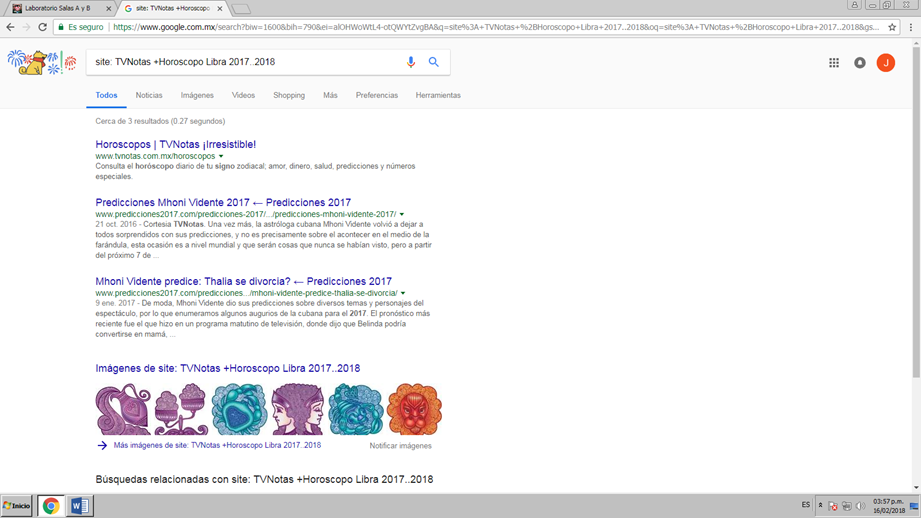 Laboratorio Salas A y B
site: TVNotas +Horoscopo
Es seguro
https://www.google.com.mx/search?biw=1600&bih=790&ei=alOHWoWtL4-otQWYtZvgBA&q=site%3A+TVNotas+%2BHoroscopo+Libra+2017..2018&oq=site%3A+TVNotas+%2BHoroscopo+Libra+2017..2018&gs...
site: TVNotas +Horoscopo Libra 2017..2018
J
Todos Noticias Imágenes Videos Shopping Más Preferencias Herramientas
Cerca de 3 resultados (0.27 segundos)
Horoscopos | TVNotas ¡Irresistible!
www.tvnotas.com.mx/horoscopos
Consulta el horóscopo diario de tu signo zodiacal; amor, dinero, salud, predicciones y números
especiales.
Predicciones Mhoni Vidente 2017 ← Predicciones 2017
www.predicciones2017.com/predicciones-2017/.../predicciones-mhoni-vidente-2017/
21 oct. 2016 - Cortesia TVNotas. Una vez más, la astróloga cubana Mhoni Vidente volvió a dejar a
todos sorprendidos con sus predicciones, y no es precisamente sobre el acontecer en el medio de la
farándula, esta ocasión es a nivel mundial y que serán cosas que nunca se habían visto, pero a partir
del próximo 7 de ...
Mhoni Vidente predice: Thalia se divorcia? ← Predicciones 2017
www.predicciones2017.com/predicciones.../mhoni-vidente-predice-thalia-se-divorcia/
9 ene. 2017 - De moda, Mhoni Vidente dio sus predicciones sobre diversos temas y personajes del
espectáculo, por lo que enumeramos algunos augurios de la cubana para el 2017. El pronóstico más
reciente fue el que hizo en un programa matutino de televisión, donde dijo que Belinda podría
convertirse en mamá, ...
Imágenes de site: TVNotas +Horoscopo Libra 2017..2018
Más imágenes de site: TVNotas +Horoscopo Libra 2017..2018
Notificar imágenes
Búsquedas relacionadas con site: TVNotas +Horoscopo Libra 2017..2018
Inicio
ES
03:57 p.m.
16/02/2018